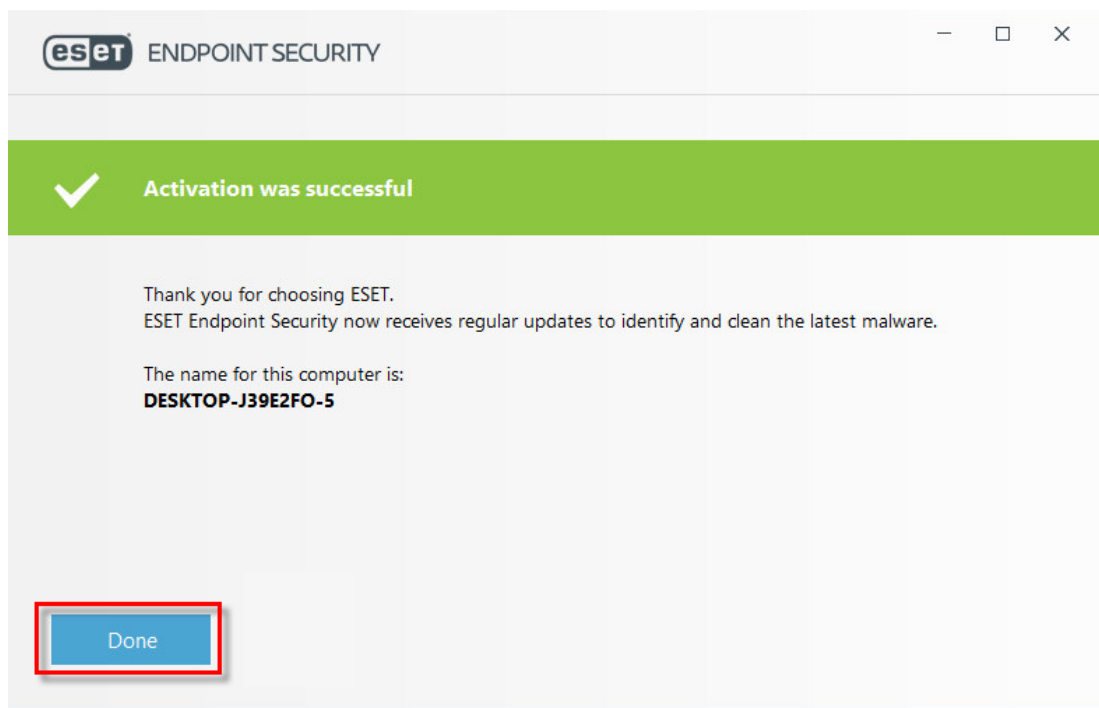 eset ENDPOINT SECURITY
Activation was successful
Thank you for choosing ESET.
ESET Endpoint Security now receives regular updates to identify and clean the latest malware.
The name for this computer is:
DESKTOP-J39E2FO-5
Done